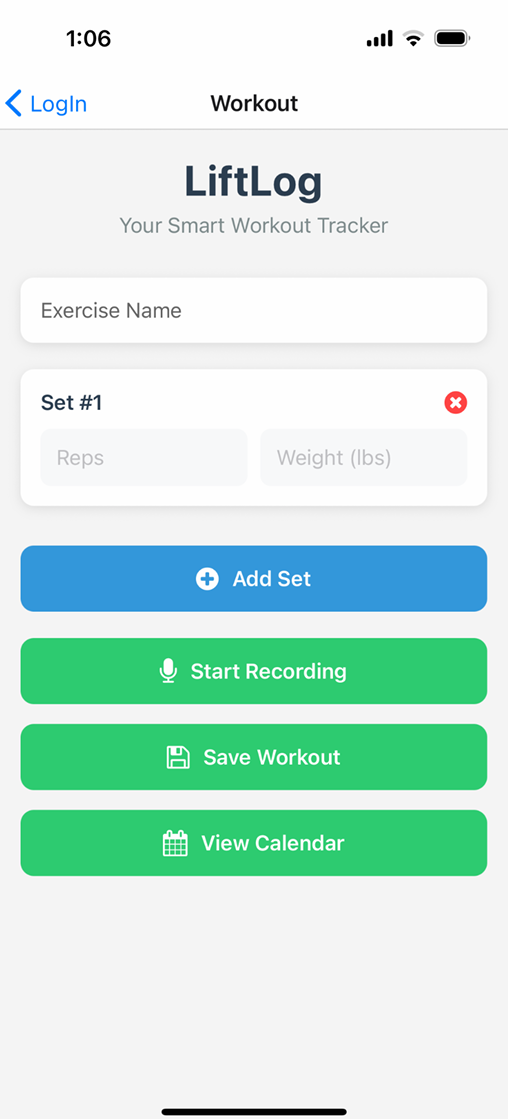 1:06
LogIn Workout
LiftLog
Your Smart Workout Tracker
Exercise Name
Set #1
Reps Weight (lbs)
Add Set
Start Recording
Save Workout
View Calendar